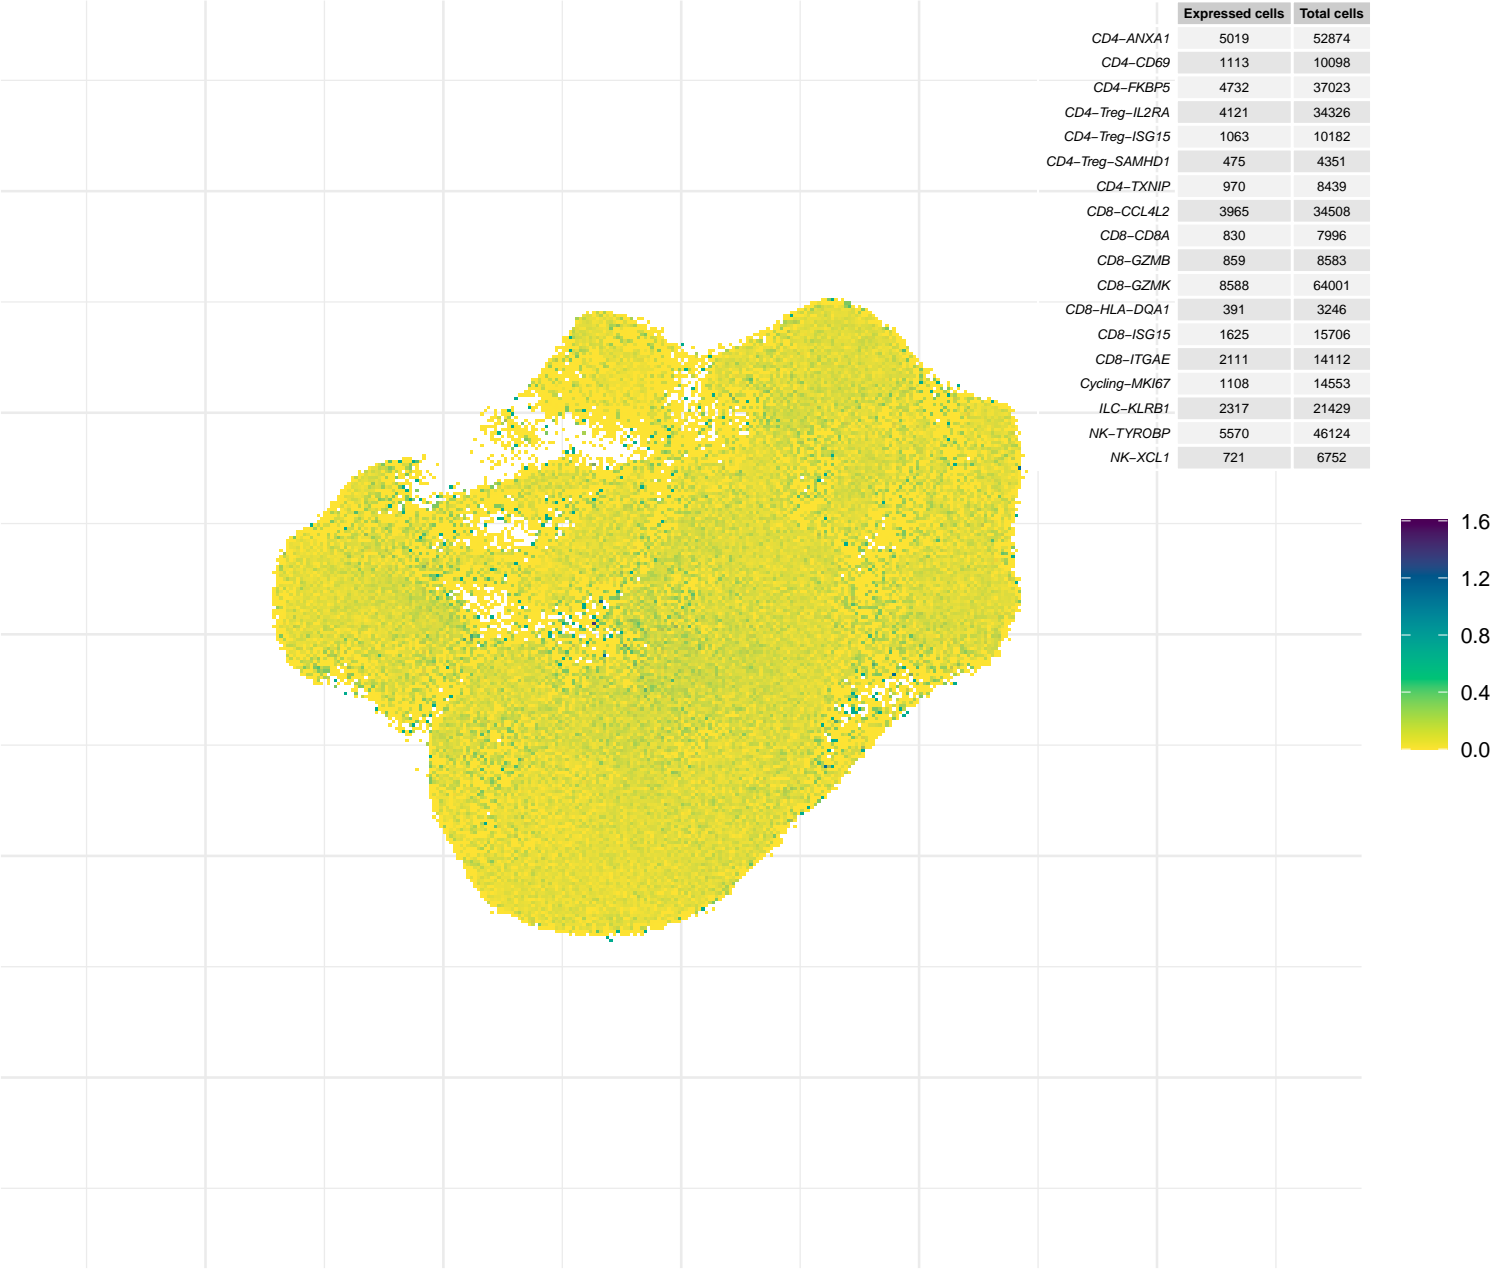 Expressed cells Total cells
CD4−ANXA1 5019 52874
CD4−CD69 1113 10098
CD4−FKBP5 4732 37023
CD4−Treg−IL2RA 4121 34326
CD4−Treg−ISG15 1063 10182
CD4−Treg−SAMHD1 475 4351
CD4−TXNIP 970 8439
CD8−CCL4L2 3965 34508
CD8−CD8A 830 7996
CD8−GZMB 859 8583
CD8−GZMK 8588 64001
CD8−HLA−DQA1 391 3246
CD8−ISG15 1625 15706
CD8−ITGAE 2111 14112
Cycling−MKI67 1108 14553
ILC−KLRB1 2317 21429
NK−TYROBP 5570 46124
NK−XCL1 721 6752
1.6
1.2
0.8
0.4
0.0